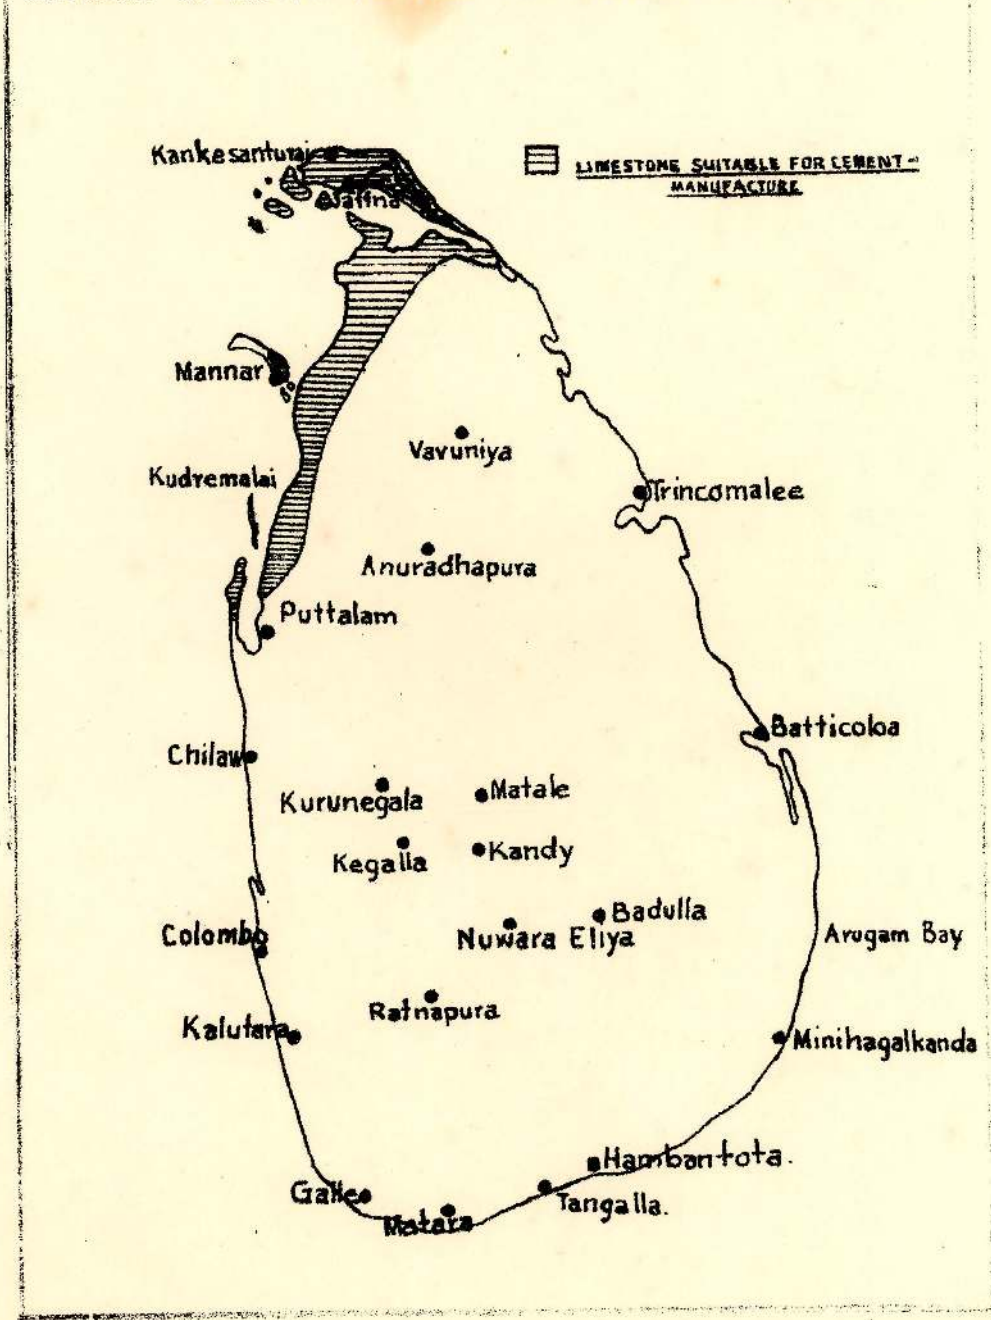 Kankesanturai
LIMESTONE SUITABLE FOR CEMENT-
MANUFACTURE
Jaffna
Mannar
Vavuniya
Kudremalai
Trincomalee
Anuradhapura
Puttalam
Batticoloa
Chilaw
Matale
Kurunegala
Kandy
Kegalla
Badulla
Colombo
Nuwara Eliya
Arugam Bay
Ratnapura
Kalutara
Minihagalkanda
Hambantota.
Galle
Tangalla.
Matara